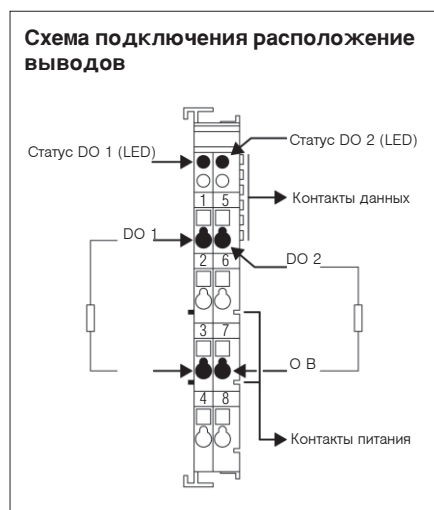 Схема подключения расположение
выводов
Статус DO 1 (LED)
Статус DO 2 (LED)
Контакты данных
1 5
DO 1
DO 2
2 6
3 7
О В
4 8
Контакты питания